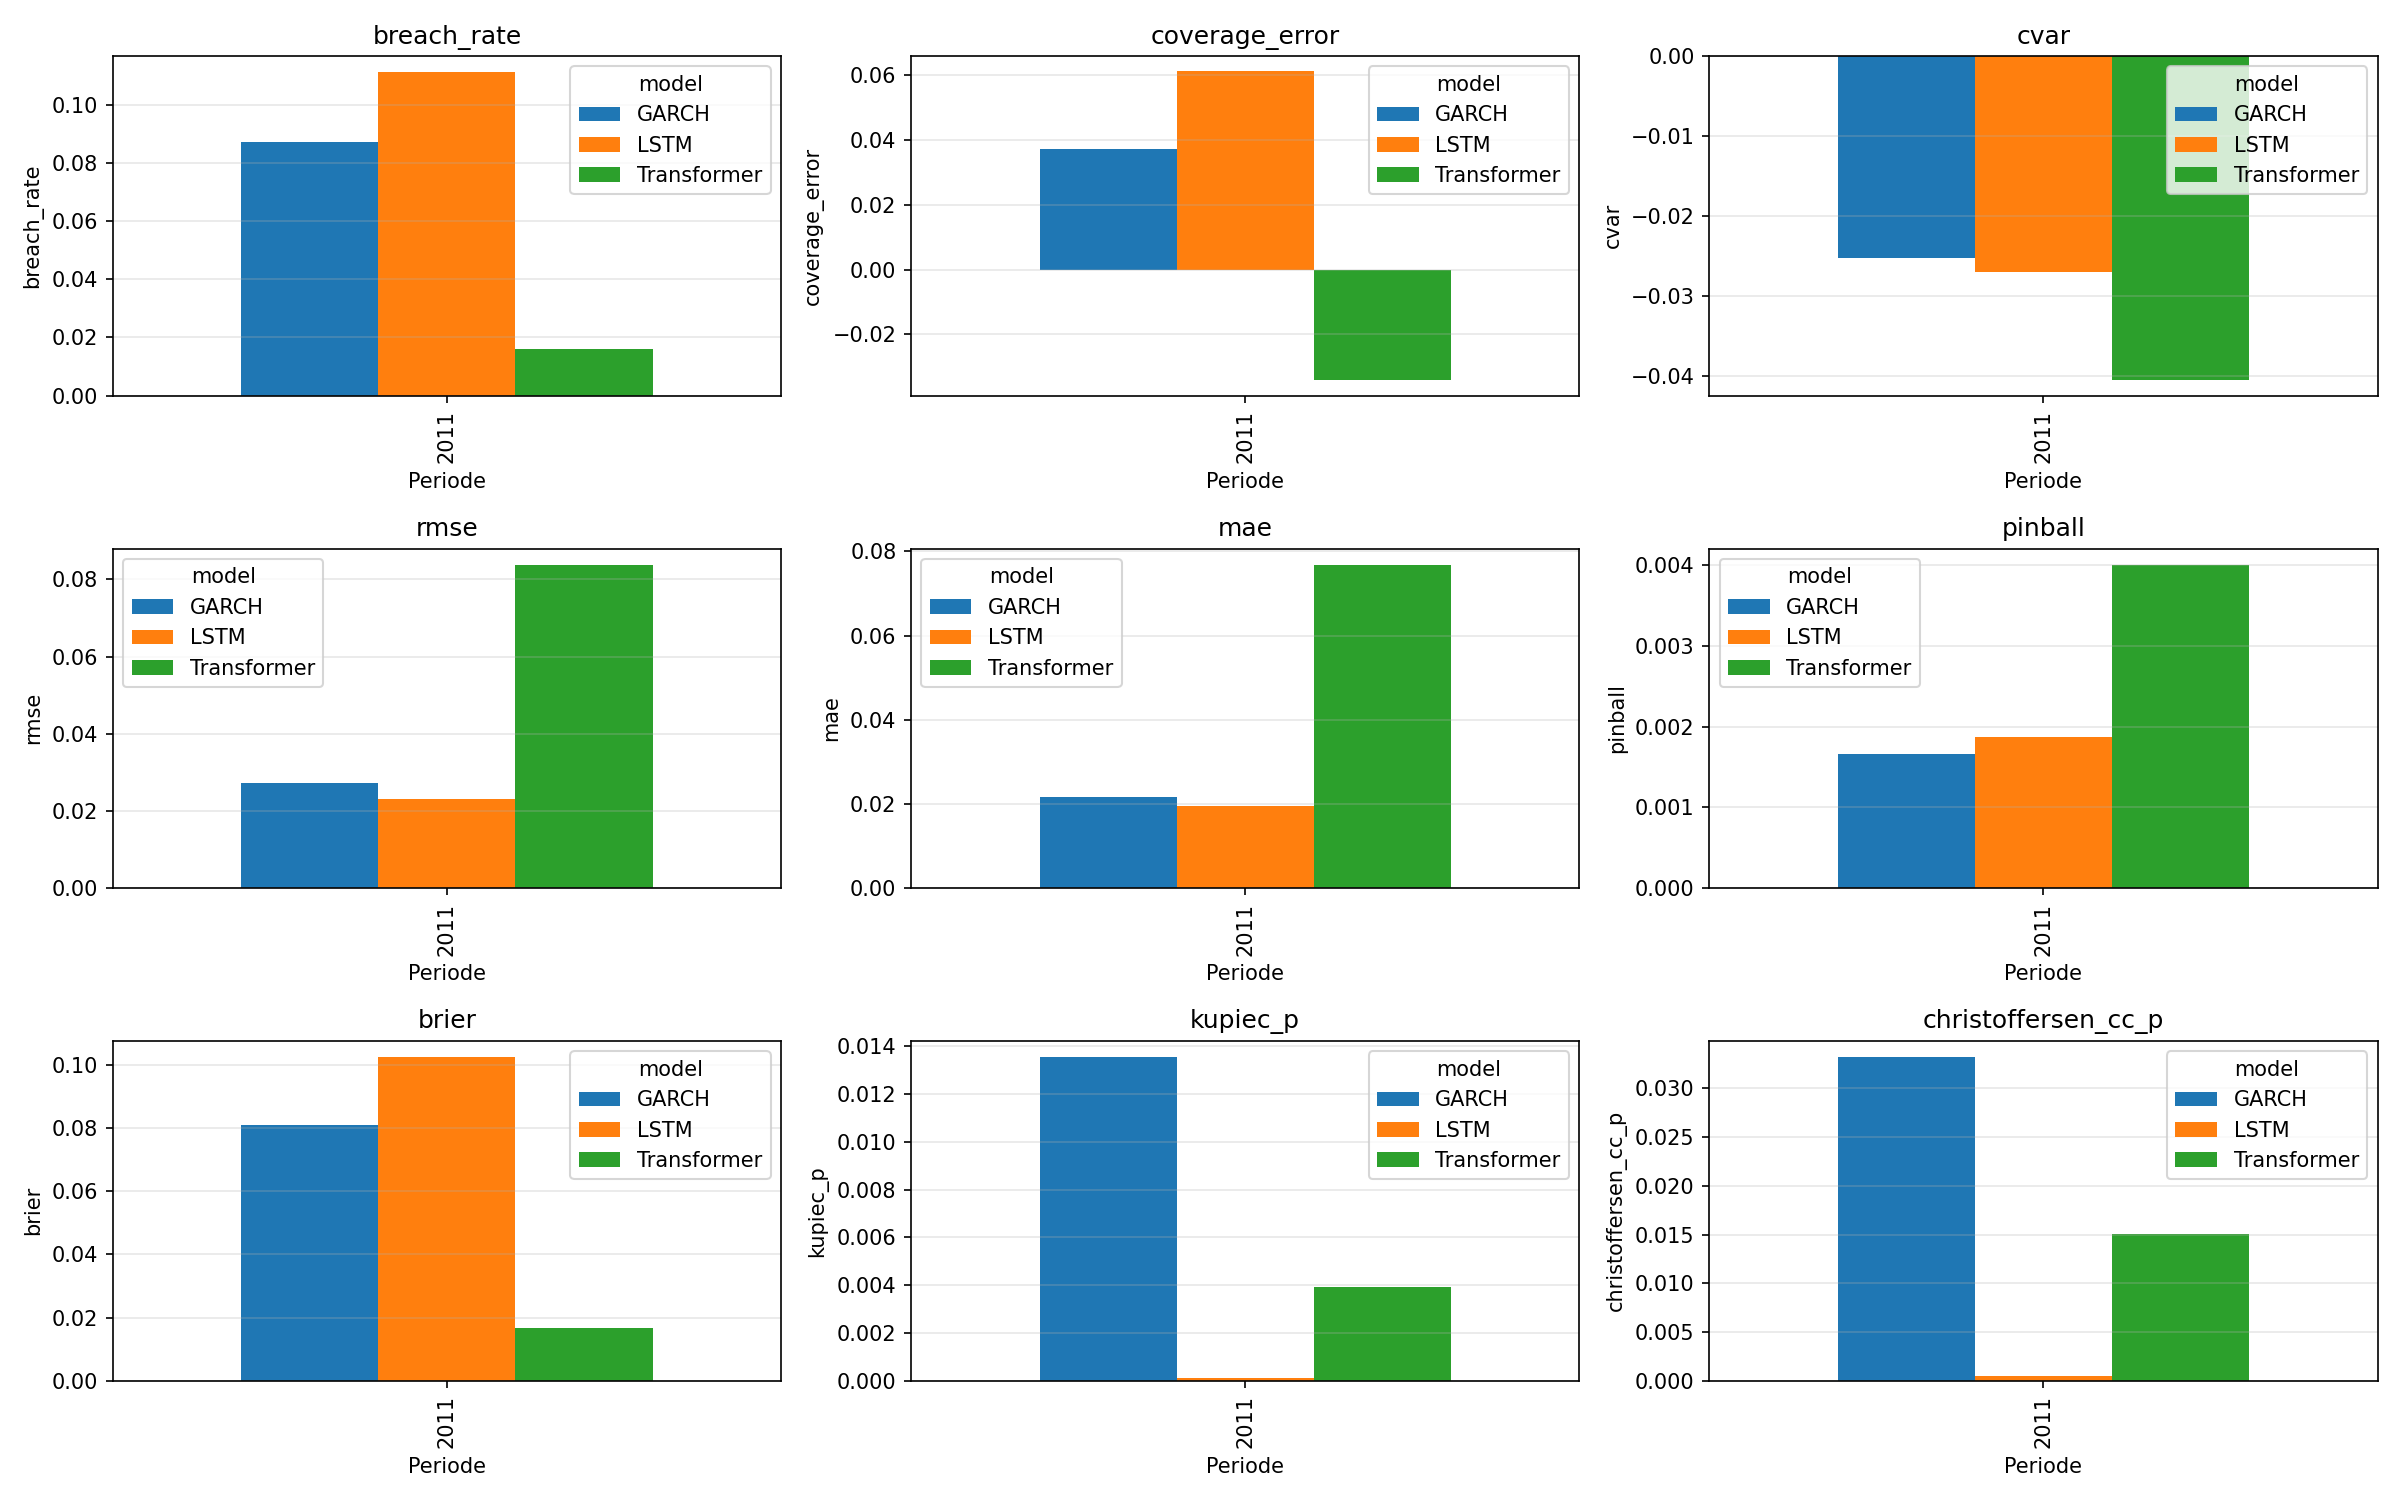 breach_rate
breach_rate
0.10
0.08
0.06
0.04
0.02
0.00
model
GARCH
LSTM
Transformer
2011
Periode
coverage_error
coverage_error
0.06
0.04
0.02
0.00
−0.02
model
GARCH
LSTM
Transformer
2011
Periode
cvar
cvar
0.00
−0.01
−0.02
−0.03
−0.04
model
GARCH
LSTM
Transformer
2011
Periode
rmse
rmse
0.08
0.06
0.04
0.02
0.00
model
GARCH
LSTM
Transformer
2011
Periode
mae
mae
0.08
0.06
0.04
0.02
0.00
model
GARCH
LSTM
Transformer
2011
Periode
pinball
pinball
0.004
0.003
0.002
0.001
0.000
model
GARCH
LSTM
Transformer
2011
Periode
brier
brier
0.10
0.08
0.06
0.04
0.02
0.00
model
GARCH
LSTM
Transformer
2011
Periode
kupiec_p
kupiec_p
0.014
0.012
0.010
0.008
0.006
0.004
0.002
0.000
model
GARCH
LSTM
Transformer
2011
Periode
christoffersen_cc_p
christoffersen_cc_p
0.030
0.025
0.020
0.015
0.010
0.005
0.000
model
GARCH
LSTM
Transformer
2011
Periode